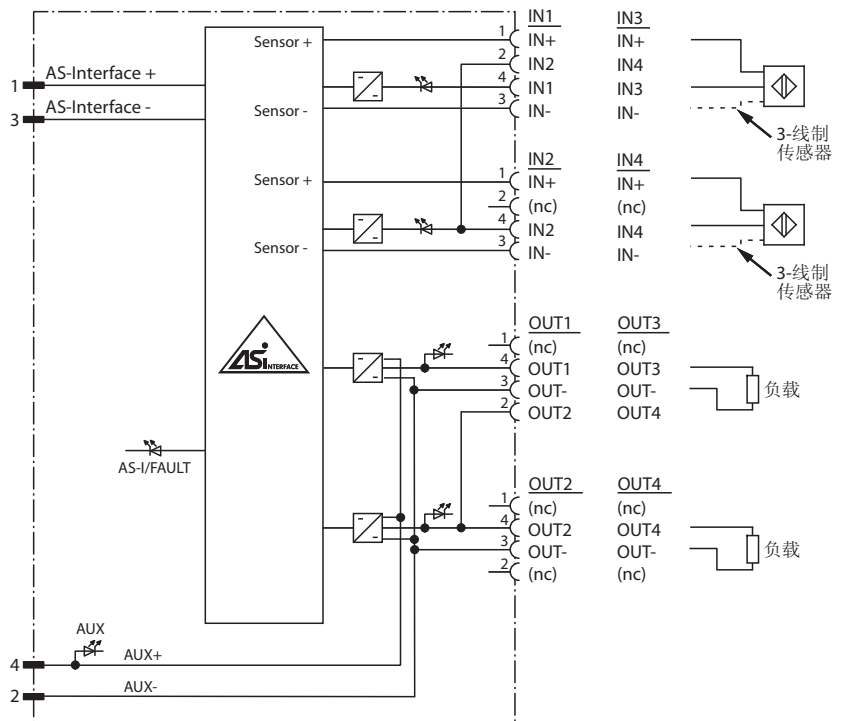 AS-Interface +
AS-Interface -
1
3
Sensor +
Sensor -
Sensor +
Sensor -
ASi INTERFACE
AS-I/FAULT
AUX
AUX+
AUX-
4
2
IN1 IN3
1 IN+ IN+
2 IN2 IN4
4 IN1 IN3
3 IN- IN-
3-线制
传感器
IN2 IN4
1 IN+ IN+
2 (nc) (nc)
4 IN2 IN4
3 IN- IN-
3-线制
传感器
OUT1 OUT3
1 (nc) (nc)
4 OUT1 OUT3
3 OUT- OUT-
2 OUT2 OUT4
负载
OUT2 OUT4
1 (nc) (nc)
4 OUT2 OUT4
3 OUT- OUT-
2 (nc) (nc)
负载